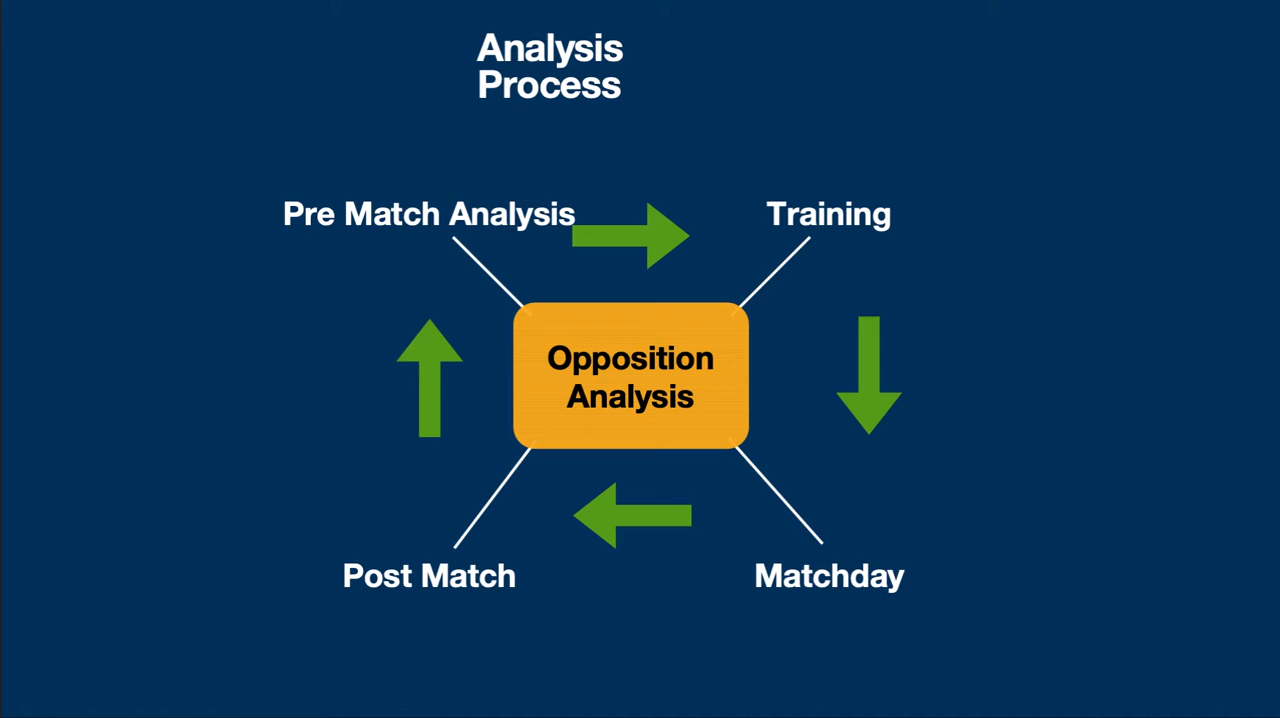 Analysis
Process
Pre Match Analysis
Training
Opposition
Analysis
Post Match
Matchday